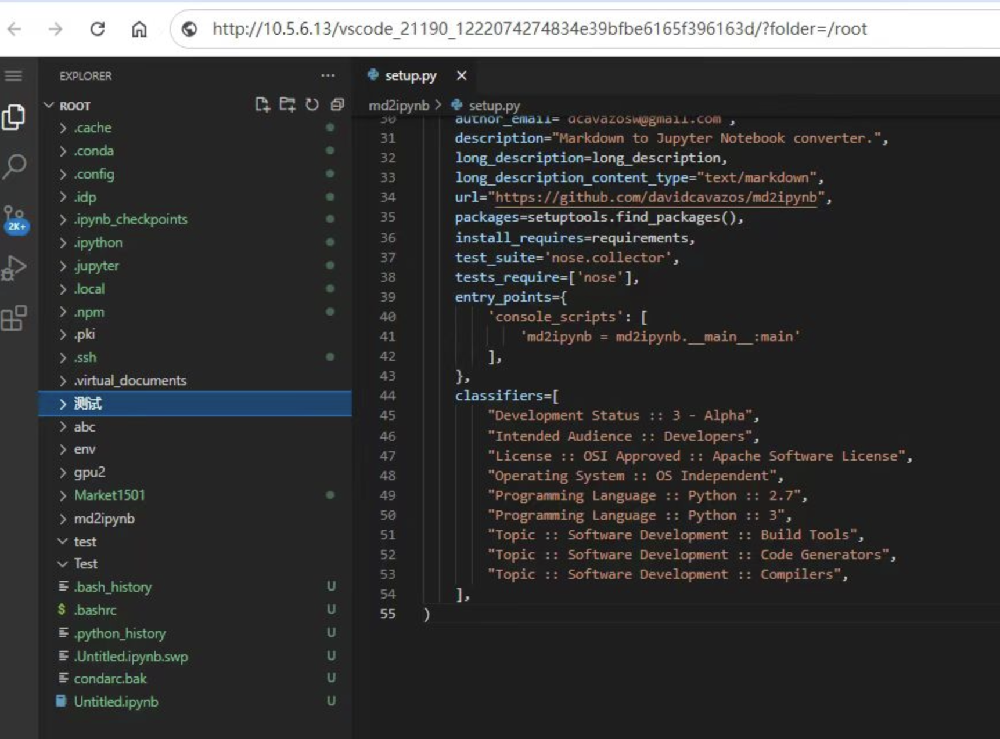 http://10.5.6.13/vscode_21190_1222074274834e39bfbe6165f396163d/?folder=/root
EXPLORER
ROOT
.cache
.conda
.config
.idp
.ipynb_checkpoints
.ipython
.jupyter
.local
.npm
.pki
.ssh
.virtual_documents
测试
abc
env
gpu2
Market1501
md2ipynb
test
Test
.bash_history U
$ .bashrc U
.python_history U
.Untitled.ipynb.swp U
condarc.bak U
Untitled.ipynb U
2K+
setup.py
md2ipynb > setup.py
30 author_email="dcavazosw@gmail.com",
31 description="Markdown to Jupyter Notebook converter.",
32 long_description=long_description,
33 long_description_content_type="text/markdown",
34 url="https://github.com/davidcavazos/md2ipynb",
35 packages=setuptools.find_packages(),
36 install_requires=requirements,
37 test_suite='nose.collector',
38 tests_require=['nose'],
39 entry_points={
40 'console_scripts': [
41 'md2ipynb = md2ipynb.__main__:main'
42 ],
43 },
44 classifiers=[
45 "Development Status :: 3 - Alpha",
46 "Intended Audience :: Developers",
47 "License :: OSI Approved :: Apache Software License",
48 "Operating System :: OS Independent",
49 "Programming Language :: Python :: 2.7",
50 "Programming Language :: Python :: 3",
51 "Topic :: Software Development :: Build Tools",
52 "Topic :: Software Development :: Code Generators",
53 "Topic :: Software Development :: Compilers",
54 ],
55 )